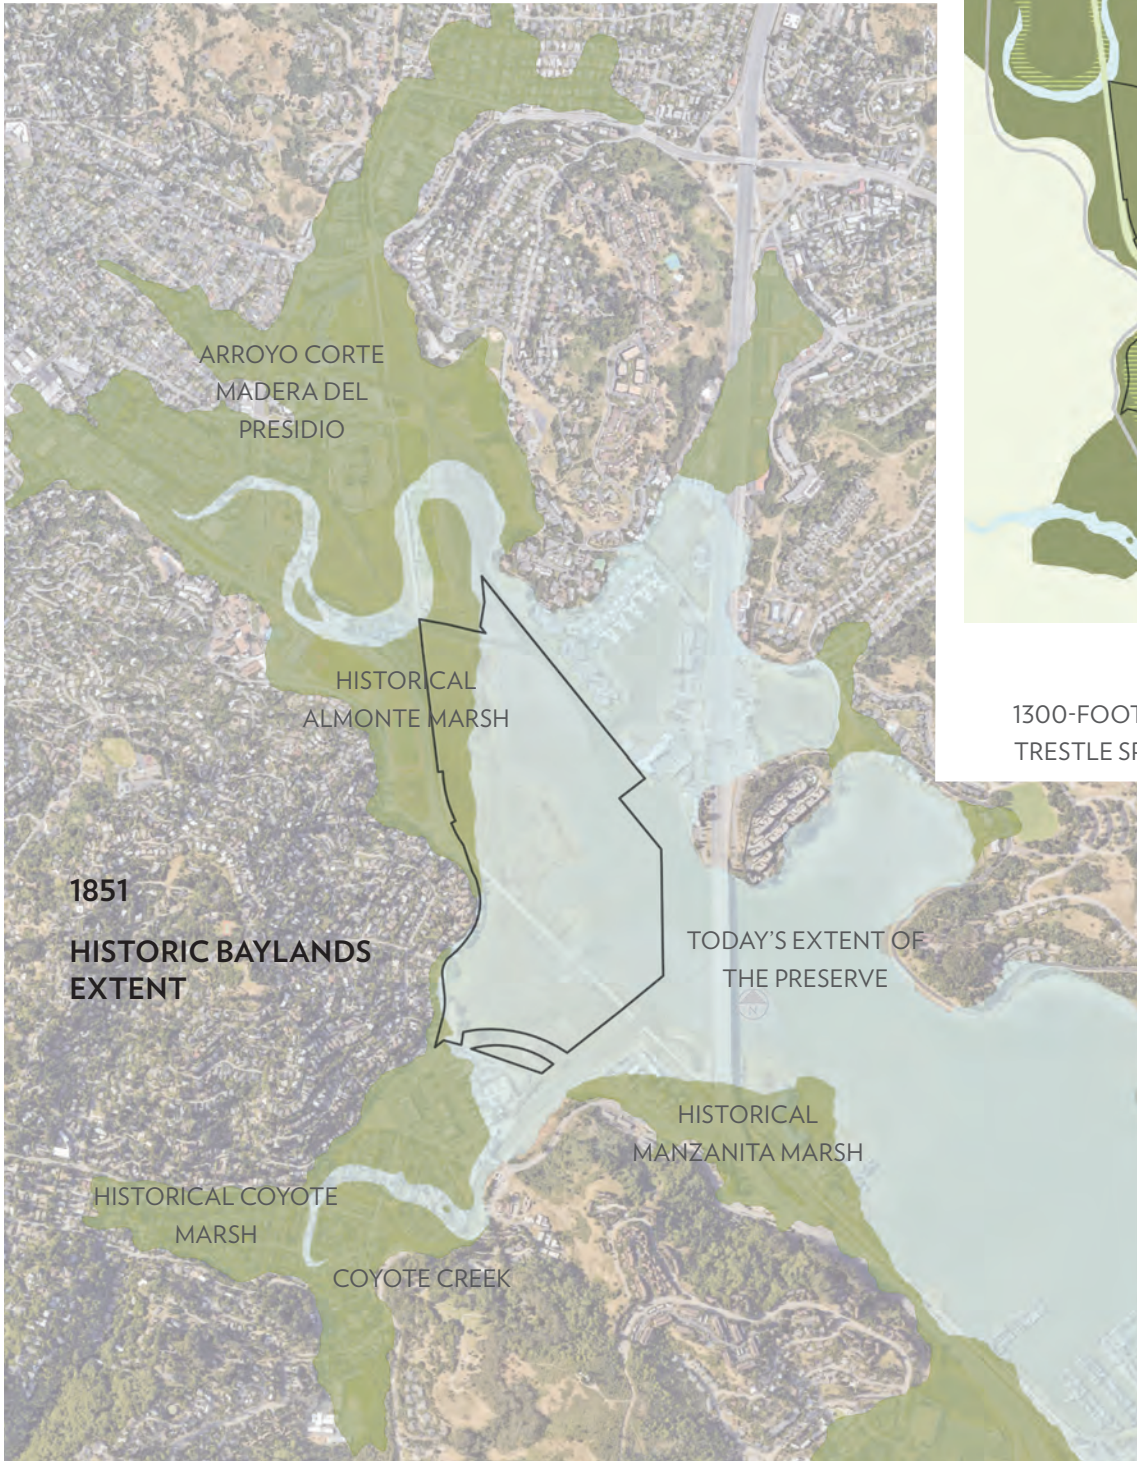 ARROYO CORTE
MADERA DEL
PRESIDIO
HISTORICAL
ALMONTE MARSH
1300-FOOT
TRESTLE SP
1851
HISTORIC BAYLANDS
EXTENT
TODAY'S EXTENT OF
THE PRESERVE
N
HISTORICAL
MANZANITA MARSH
HISTORICAL COYOTE
MARSH
COYOTE CREEK